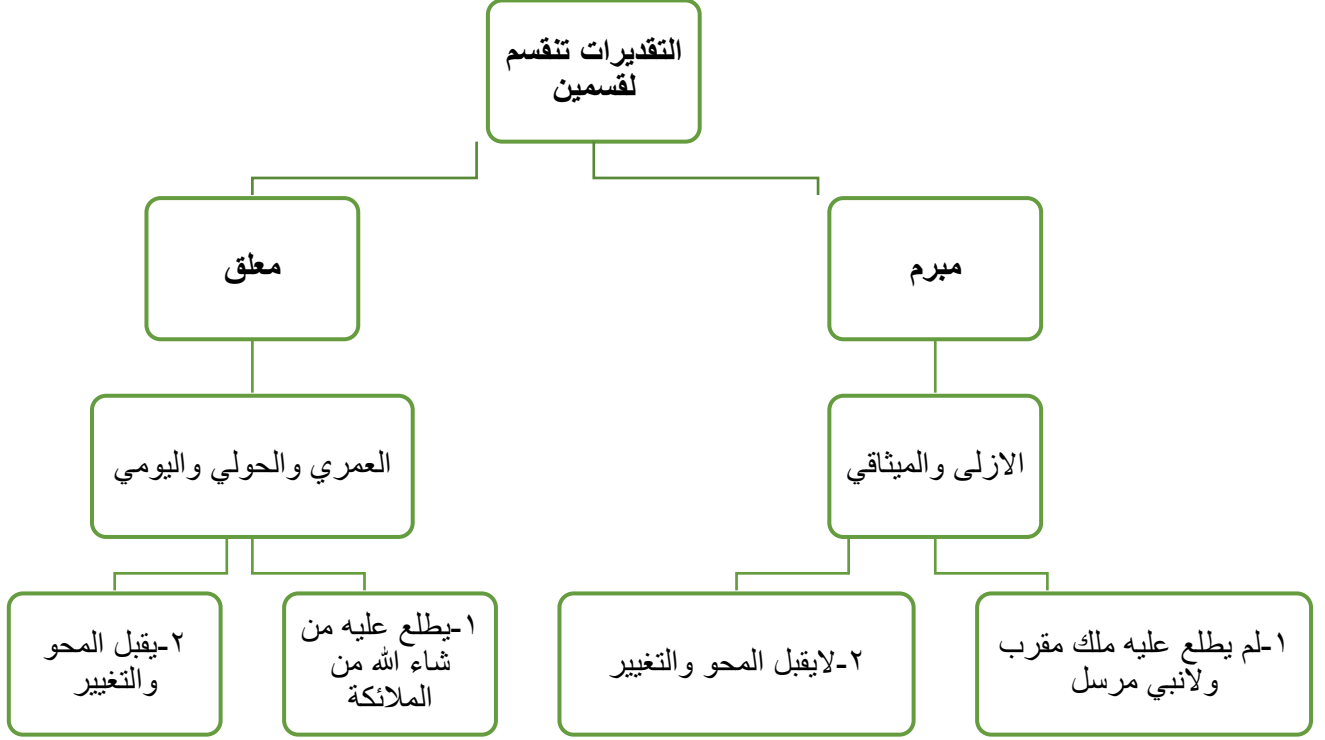 التقديرات تنقسم
لقسمين
مبرم
معلق
الازلى والميثاقي
العمري والحولي واليومي
١-لم يطلع عليه ملك مقرب
ولانبي مرسل
٢-لايقبل المحو والتغيير
١-يطلع عليه من
شاء الله من
الملائكة
٢-يقبل المحو
والتغيير